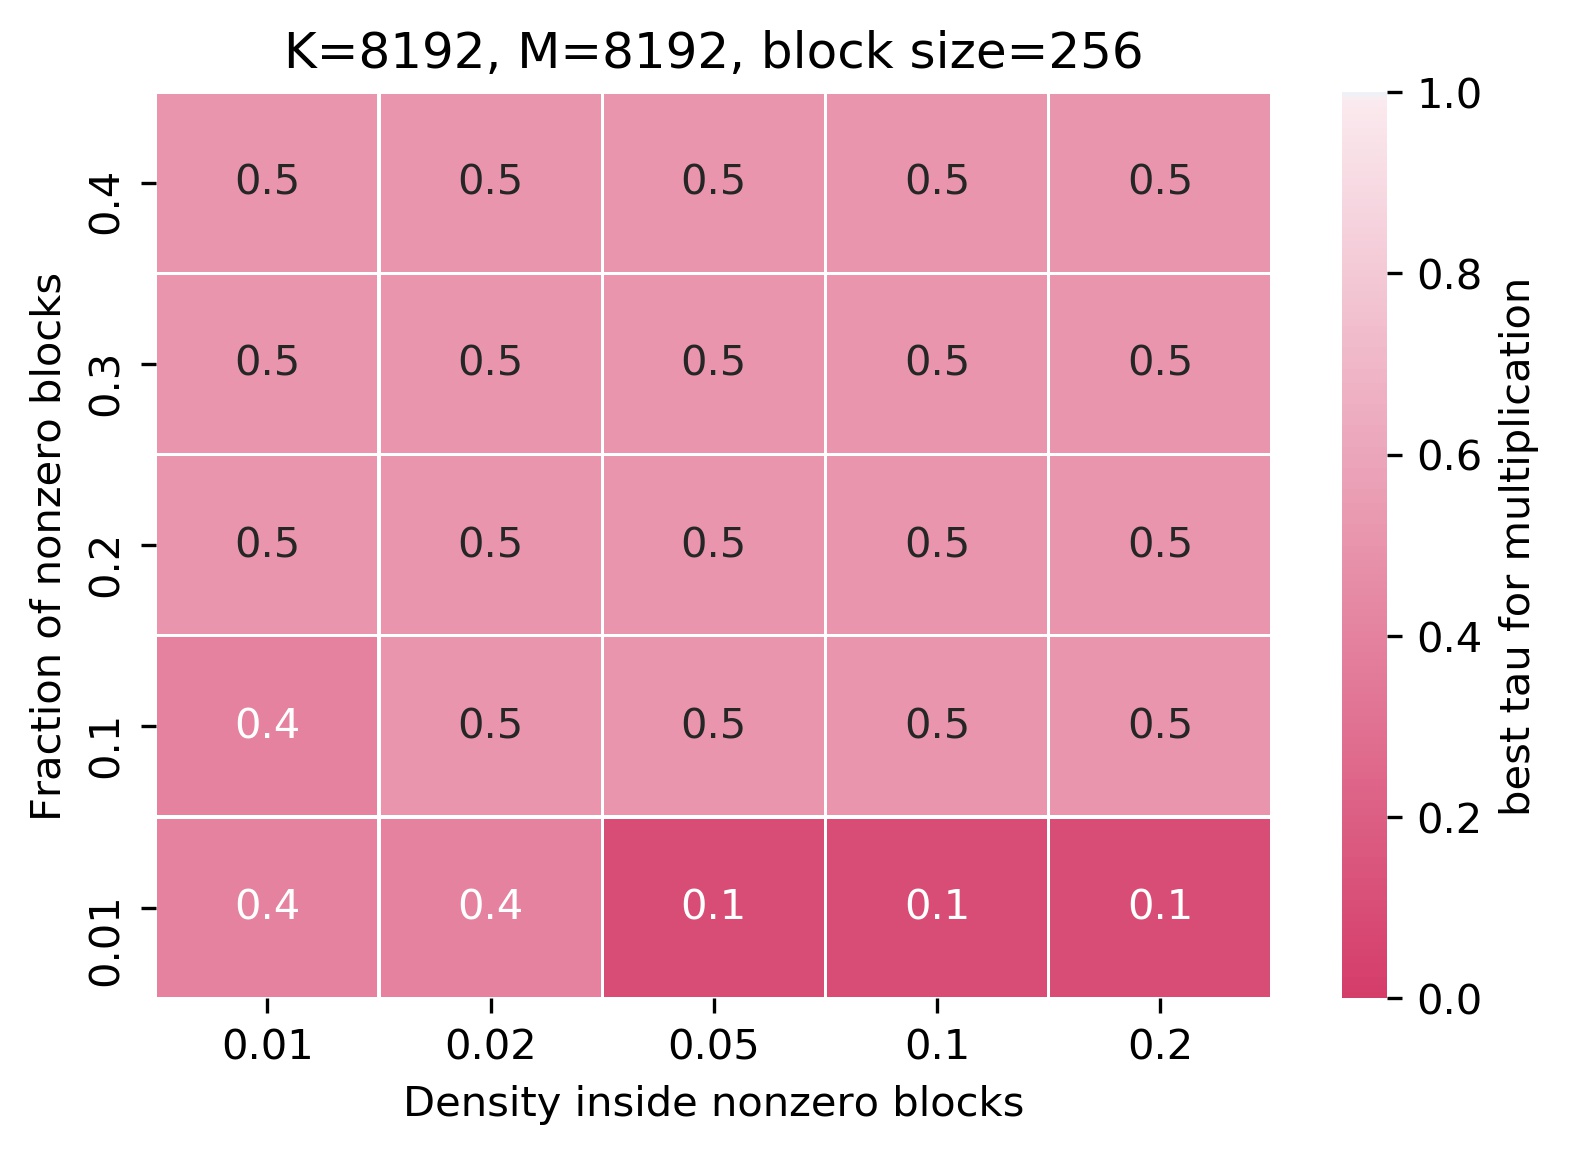 K=8192, M=8192, block size=256
Fraction of nonzero blocks
0.4
0.5 0.5 0.5 0.5 0.5
0.3
0.5 0.5 0.5 0.5 0.5
0.2
0.5 0.5 0.5 0.5 0.5
0.1
0.4 0.5 0.5 0.5 0.5
0.01
0.4 0.4 0.1 0.1 0.1
0.01 0.02 0.05 0.1 0.2
Density inside nonzero blocks
1.0
0.8
0.6
0.4
0.2
0.0
best tau for multiplication